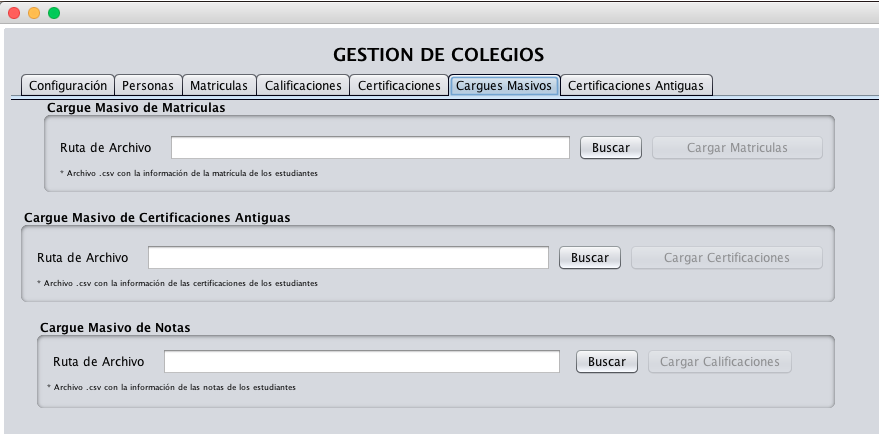 GESTION DE COLEGIOS
Configuración Personas Matriculas Calificaciones Certificaciones Cargues Masivos Certificaciones Antiguas
Cargue Masivo de Matriculas
Ruta de Archivo Buscar Cargar Matriculas
* Archivo .csv con la información de la matrícula de los estudiantes
Cargue Masivo de Certificaciones Antiguas
Ruta de Archivo Buscar Cargar Certificaciones
* Archivo .csv con la información de las certificaciones de los estudiantes
Cargue Masivo de Notas
Ruta de Archivo Buscar Cargar Calificaciones
* Archivo .csv con la información de las notas de los estudiantes